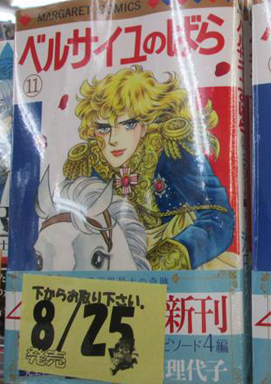 MARGARET COMICS
ベルサイユのばら
⑪
下からお取り下さい。
8/25
発売
新刊
ピソード4編
理代子